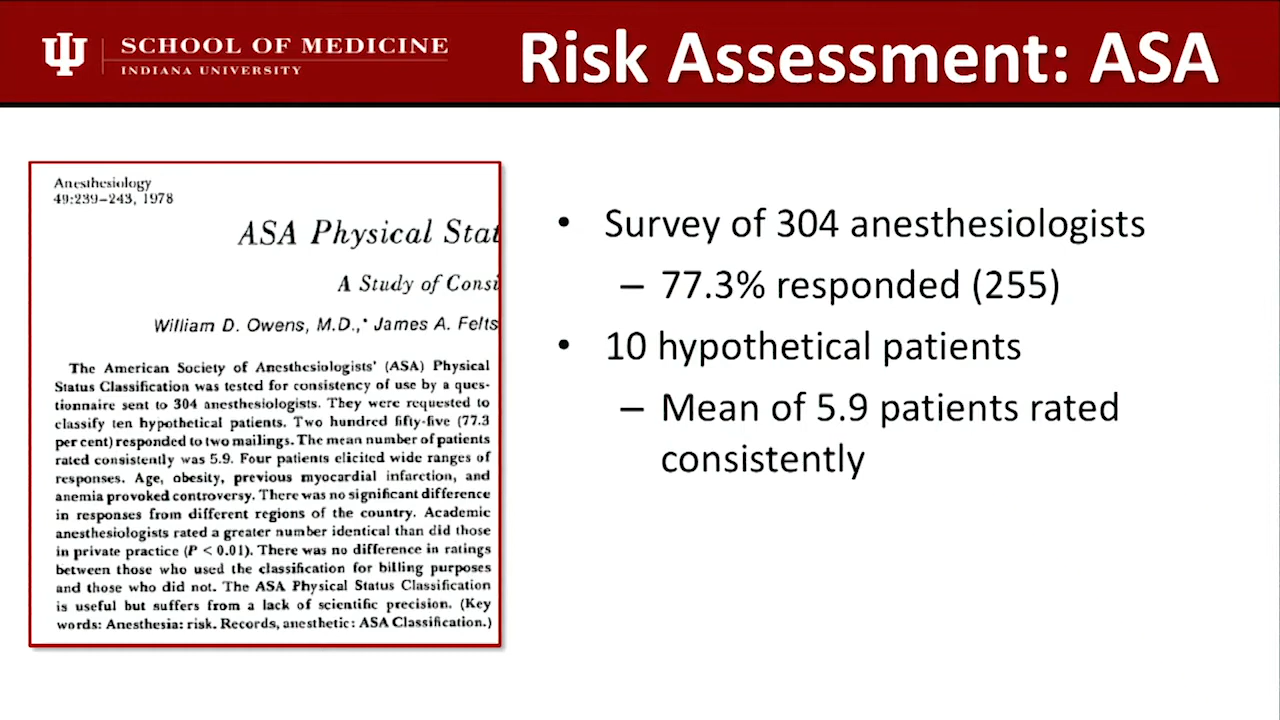 SCHOOL OF MEDICINE
INDIANA UNIVERSITY
Risk Assessment: ASA
Anesthesiology
49:239–243, 1978
ASA Physical Stat
A Study of Consi
William D. Owens, M.D.,* James A. Felts
The American Society of Anesthesiologists' (ASA) Physical
Status Classification was tested for consistency of use by a ques-
tionnaire sent to 304 anesthesiologists. They were requested to
classify ten hypothetical patients. Two hundred fifty-five (77.3
per cent) responded to two mailings. The mean number of patients
rated consistently was 5.9. Four patients elicited wide ranges of
responses. Age, obesity, previous myocardial infarction, and
anemia provoked controversy. There was no significant difference
in responses from different regions of the country. Academic
anesthesiologists rated a greater number identical than did those
in private practice (P < 0.01). There was no difference in ratings
between those who used the classification for billing purposes
and those who did not. The ASA Physical Status Classification
is useful but suffers from a lack of scientific precision. (Key
words: Anesthesia: risk. Records, anesthetic: ASA Classification.)
• Survey of 304 anesthesiologists
– 77.3% responded (255)
• 10 hypothetical patients
– Mean of 5.9 patients rated
consistently